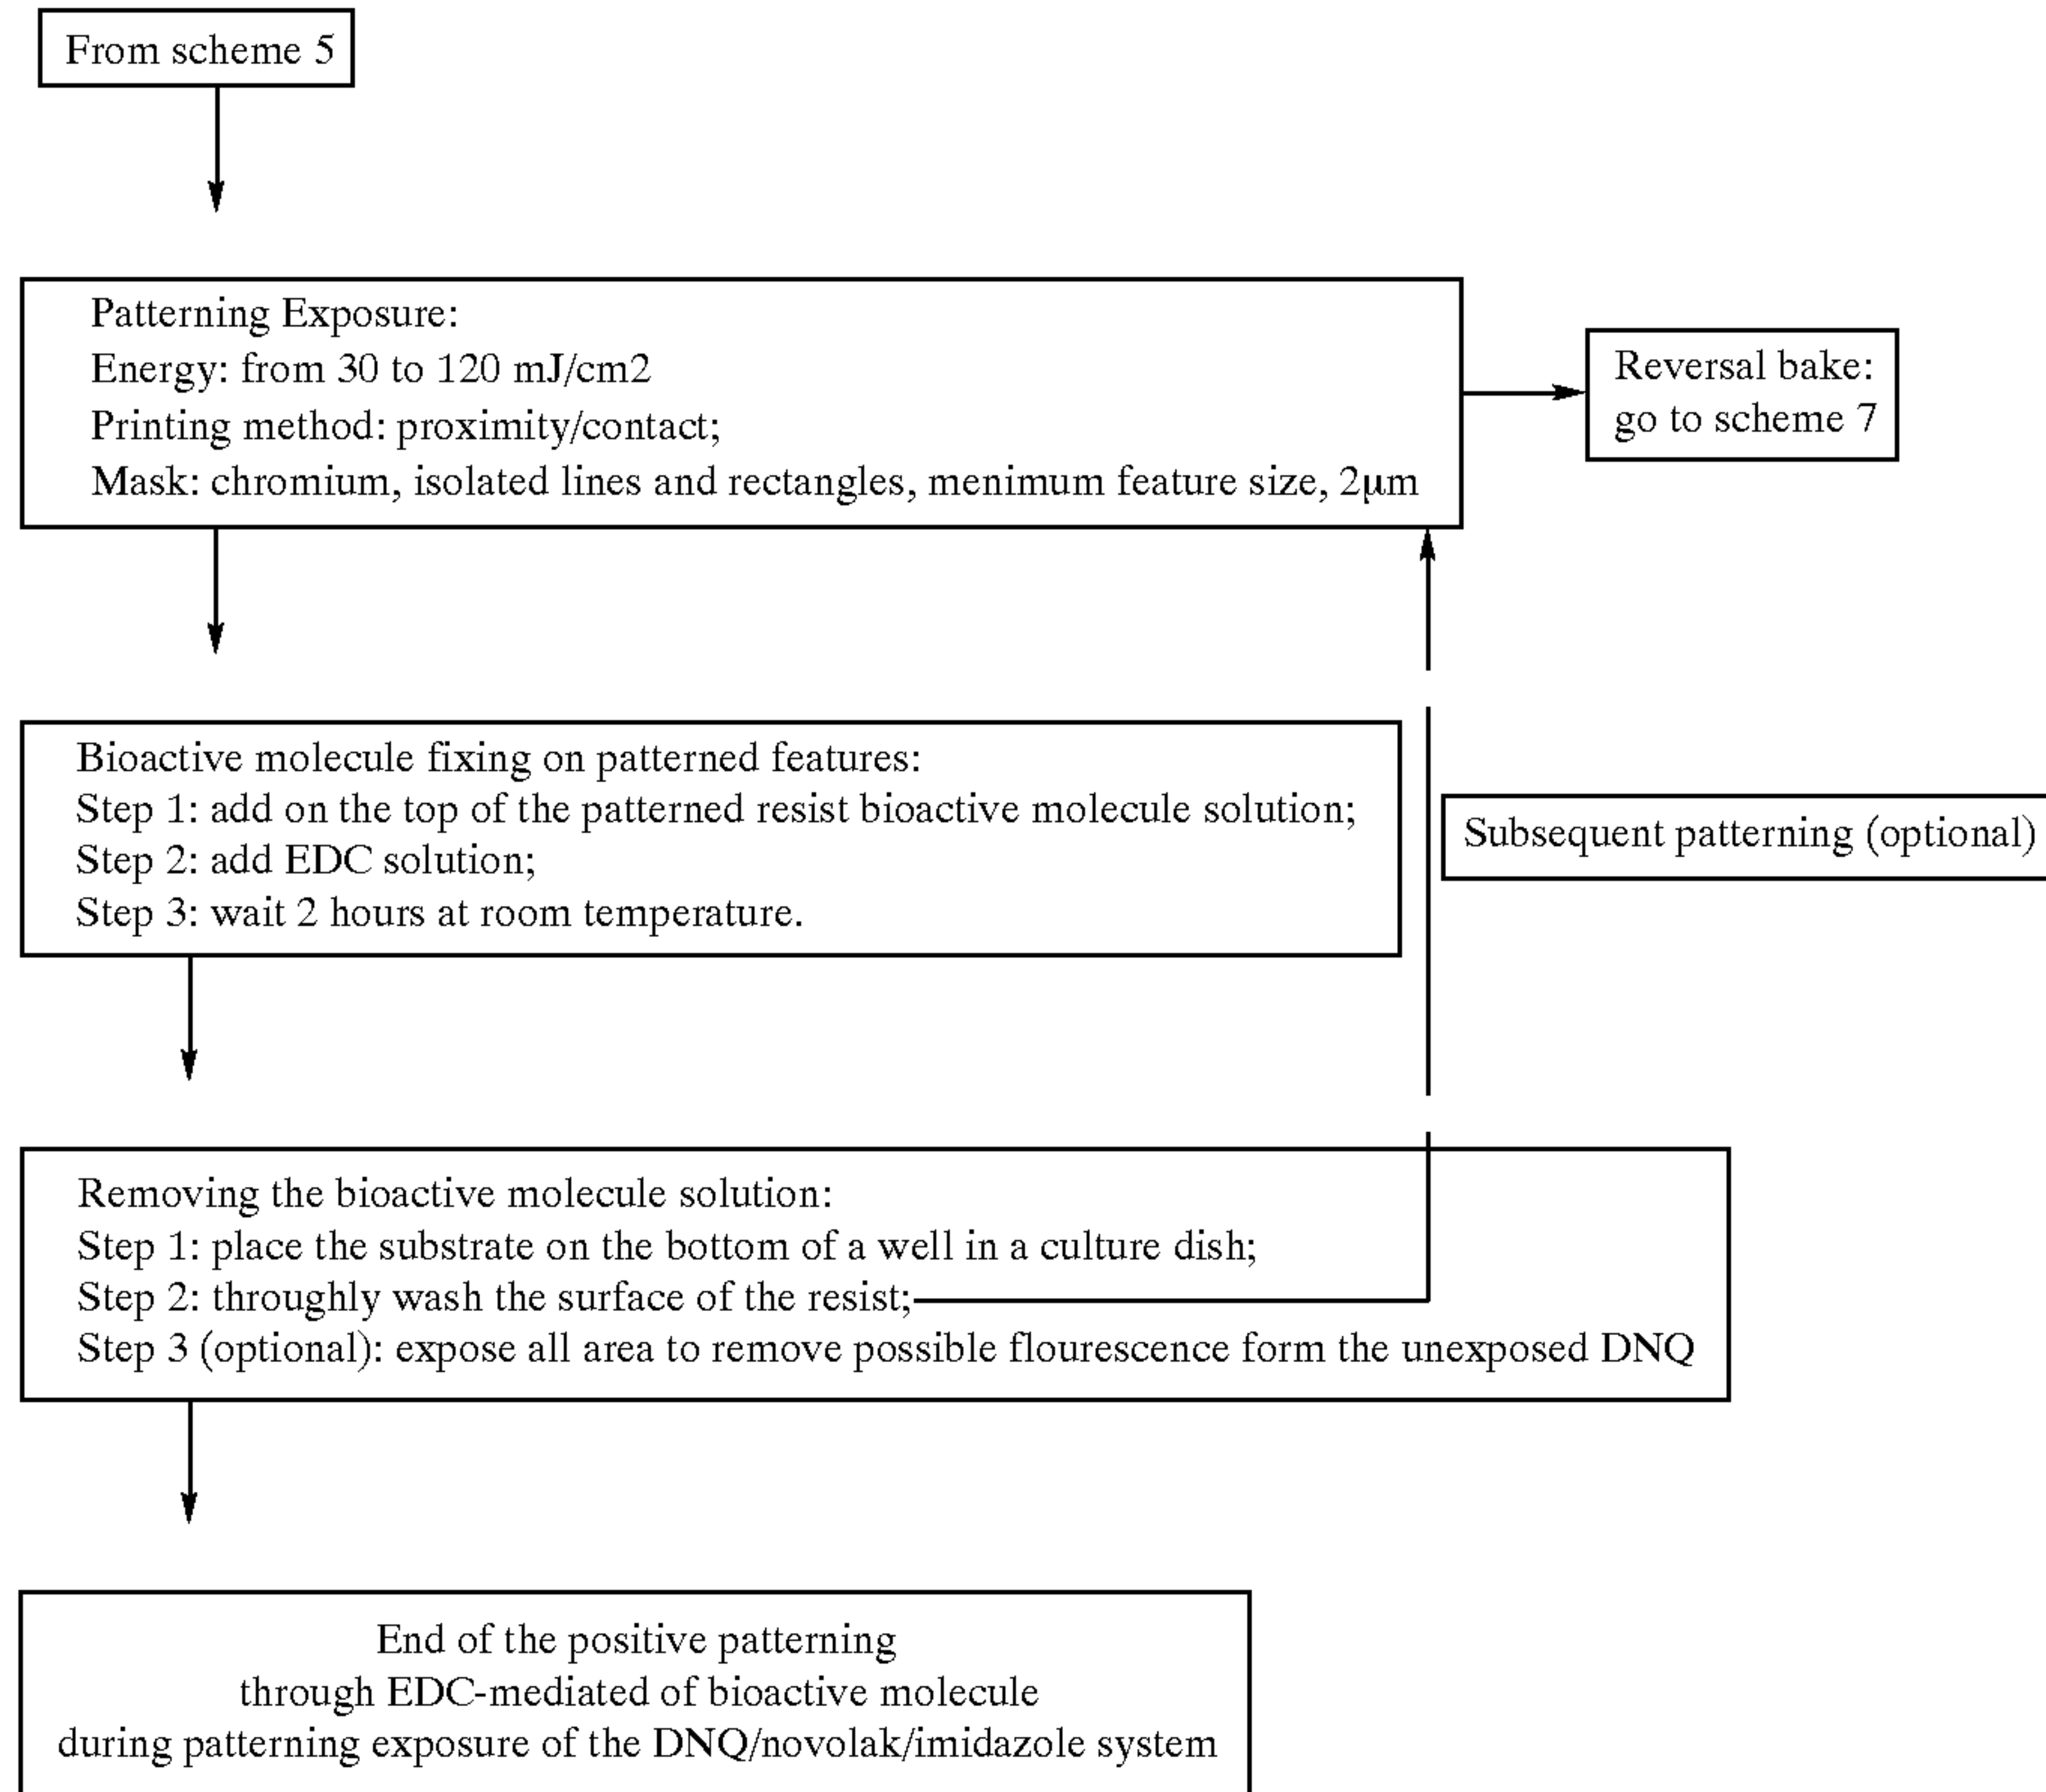 From scheme 5
Patterning Exposure:
Energy: from 30 to 120 mJ/cm2
Printing method: proximity/contact;
Mask: chromium, isolated lines and rectangles, menimum feature size, 2μm
Reversal bake:
go to scheme 7
Bioactive molecule fixing on patterned features:
Step 1: add on the top of the patterned resist bioactive molecule solution;
Step 2: add EDC solution;
Step 3: wait 2 hours at room temperature.
Subsequent patterning (optional)
Removing the bioactive molecule solution:
Step 1: place the substrate on the bottom of a well in a culture dish;
Step 2: throughly wash the surface of the resist;
Step 3 (optional): expose all area to remove possible flourescence form the unexposed DNQ
End of the positive patterning
through EDC-mediated of bioactive molecule
during patterning exposure of the DNQ/novolak/imidazole system